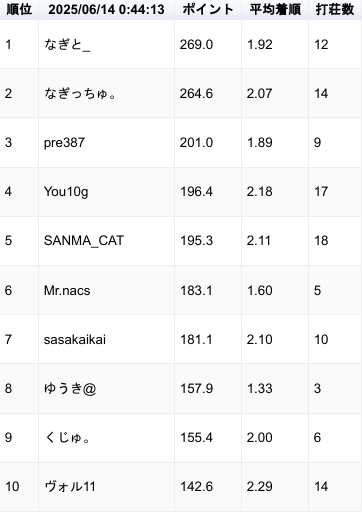 順位 2025/06/14 0:44:13 ポイント 平均着順 打荘数
1 なぎと_ 269.0 1.92 12
2 なぎっちゅ。 264.6 2.07 14
3 pre387 201.0 1.89 9
4 You10g 196.4 2.18 17
5 SANMA_CAT 195.3 2.11 18
6 Mr.nacs 183.1 1.60 5
7 sasakaikai 181.1 2.10 10
8 ゆうき@ 157.9 1.33 3
9 くじゅ。 155.4 2.00 6
10 ヴォル11 142.6 2.29 14